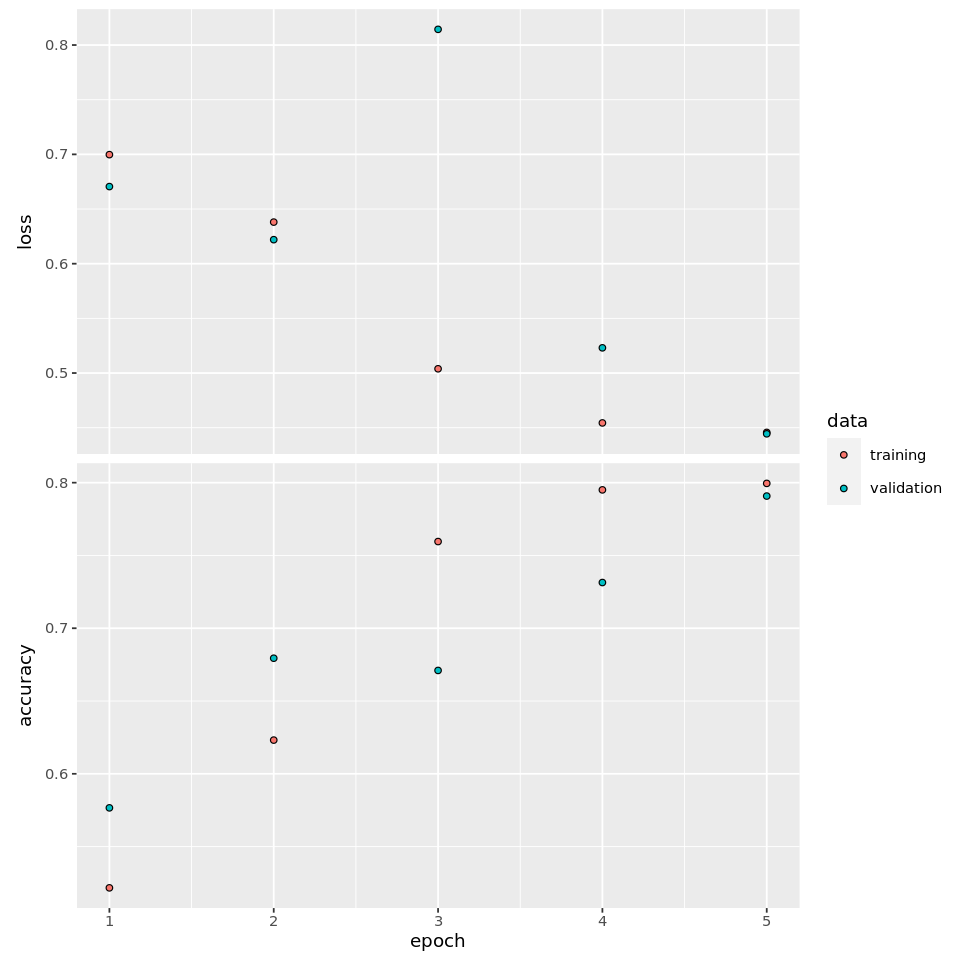 0.8
0.7
0.6
0.5
loss
0.8
0.7
0.6
accuracy
1 2 3 4 5
epoch
data
training
validation